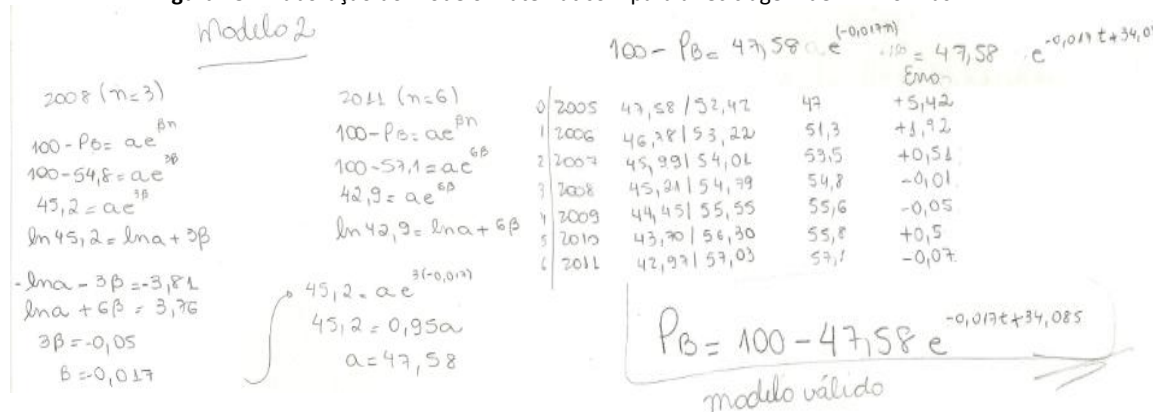 Modelo 2
2008 (n=3)
100 - PB = ae^βn
100 - 54,8 = ae^3β
45,2 = ae^3β
ln 45,2 = ln a + 3β
- ln a - 3β = -3,81
ln a + 6β = 3,76
3β = -0,05
β = -0,017
2011 (n=6)
100 - PB = ae^βn
100 - 57,1 = ae^6β
42,9 = ae^6β
ln 42,9 = ln a + 6β
45,2 = ae^3(-0,017)
45,2 = 0,95a
a = 47,58
100 - PB = 47,58 e^(-0,017n) = 47,58 e^-0,017t+34,0
Erro
0 | 2005 47,58 / 52,42 47 +5,42
1 | 2006 46,78 | 53,22 51,3 +1,92
2 | 2007 45,99 | 54,01 53,5 +0,51
3 | 2008 45,21 | 54,79 54,8 -0,01
4 | 2009 44,45 | 55,55 55,6 -0,05
5 | 2010 43,70 | 56,30 55,8 +0,5
6 | 2011 42,97 | 57,03 57,1 -0,07
PB = 100 - 47,58 e^-0,017t+34,085
modelo válido